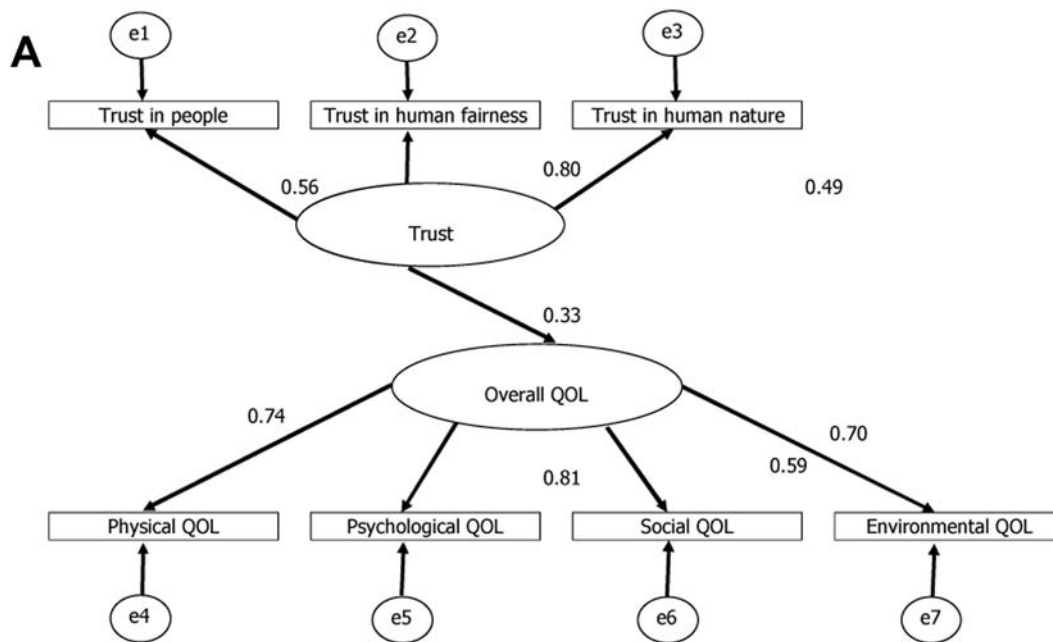 A
e1
e2
e3
Trust in people
Trust in human fairness
Trust in human nature
0.56
0.80
0.49
Trust
0.33
Overall QOL
0.74
0.70
0.81
0.59
Physical QOL
Psychological QOL
Social QOL
Environmental QOL
e4
e5
e6
e7